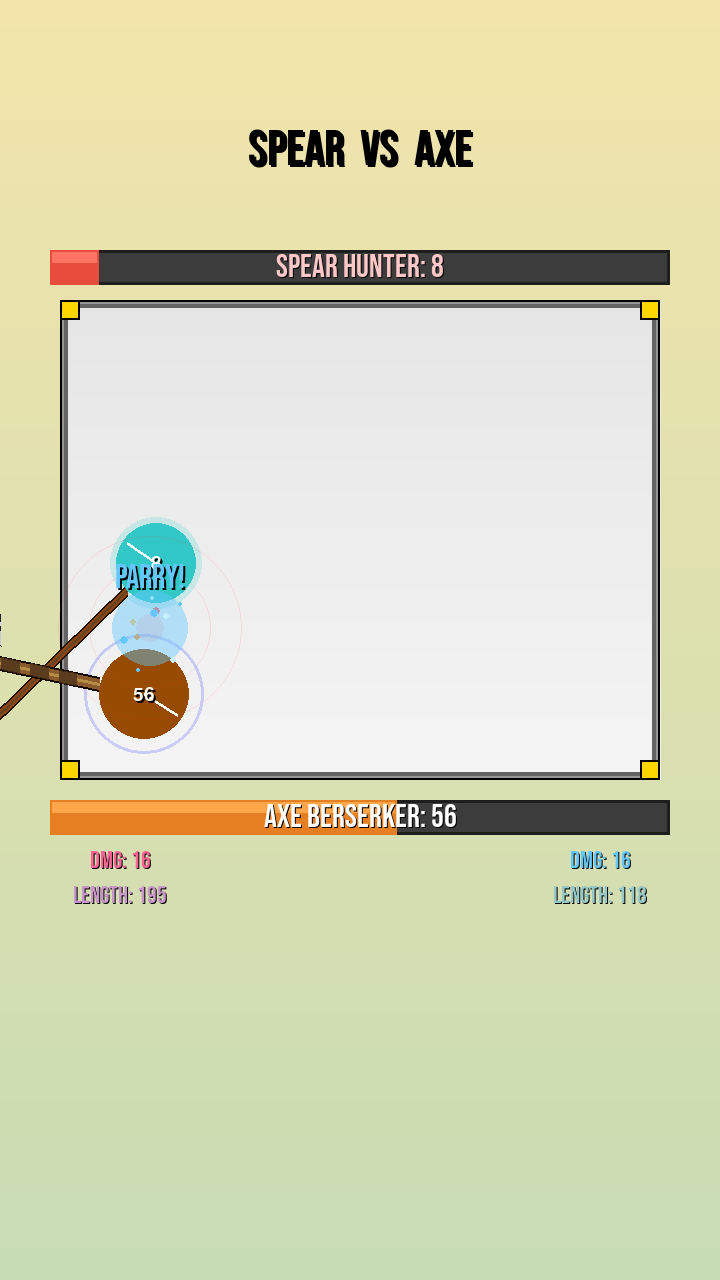 SPEAR VS AXE
SPEAR HUNTER: 8
8
PARRY!
56
AXE BERSERKER: 56
DMG: 16
DMG: 16
LENGTH: 195
LENGTH: 118